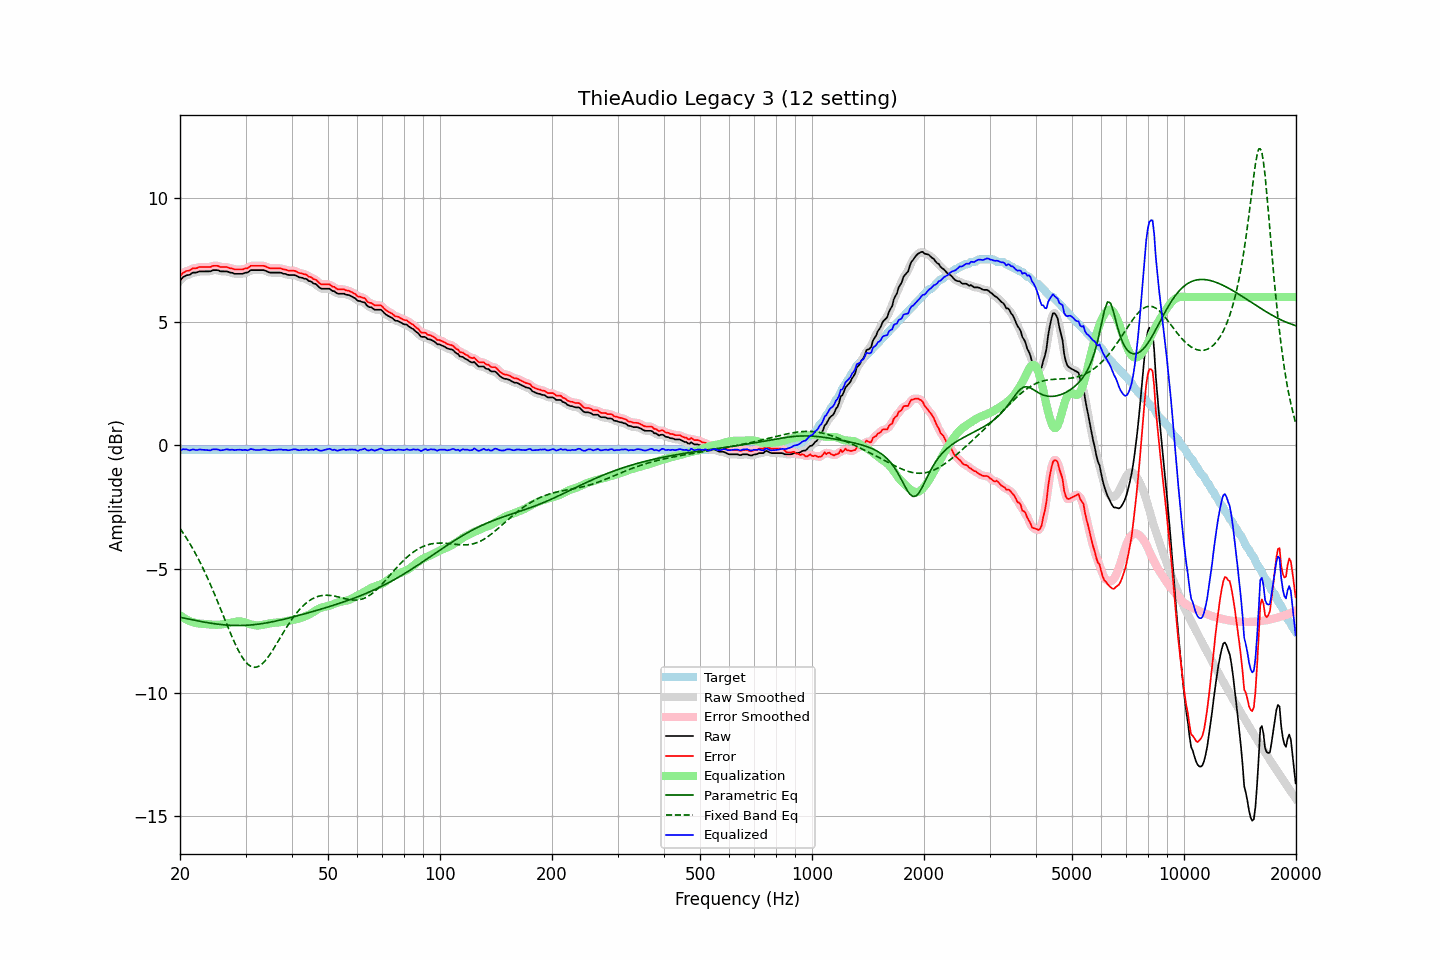 ThieAudio Legacy 3 (12 setting)
Amplitude (dBr)
10
5
0
−5
−10
−15
Target
Raw Smoothed
Error Smoothed
Raw
Error
Equalization
Parametric Eq
Fixed Band Eq
Equalized
20 50 100 200 500 1000 2000 5000 10000 20000
Frequency (Hz)